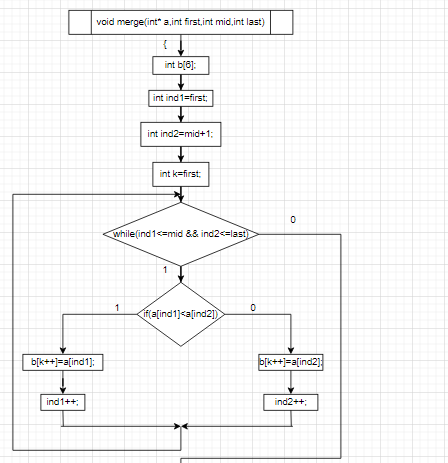 void merge(int* a,int first,int mid,int last)
{
int b[6];
int ind1=first;
int ind2=mid+1;
int k=first;
while(ind1<=mid && ind2<=last)
0
1
if(a[ind1]<a[ind2])
1
0
b[k++]=a[ind1];
b[k++]=a[ind2];
ind1++;
ind2++;